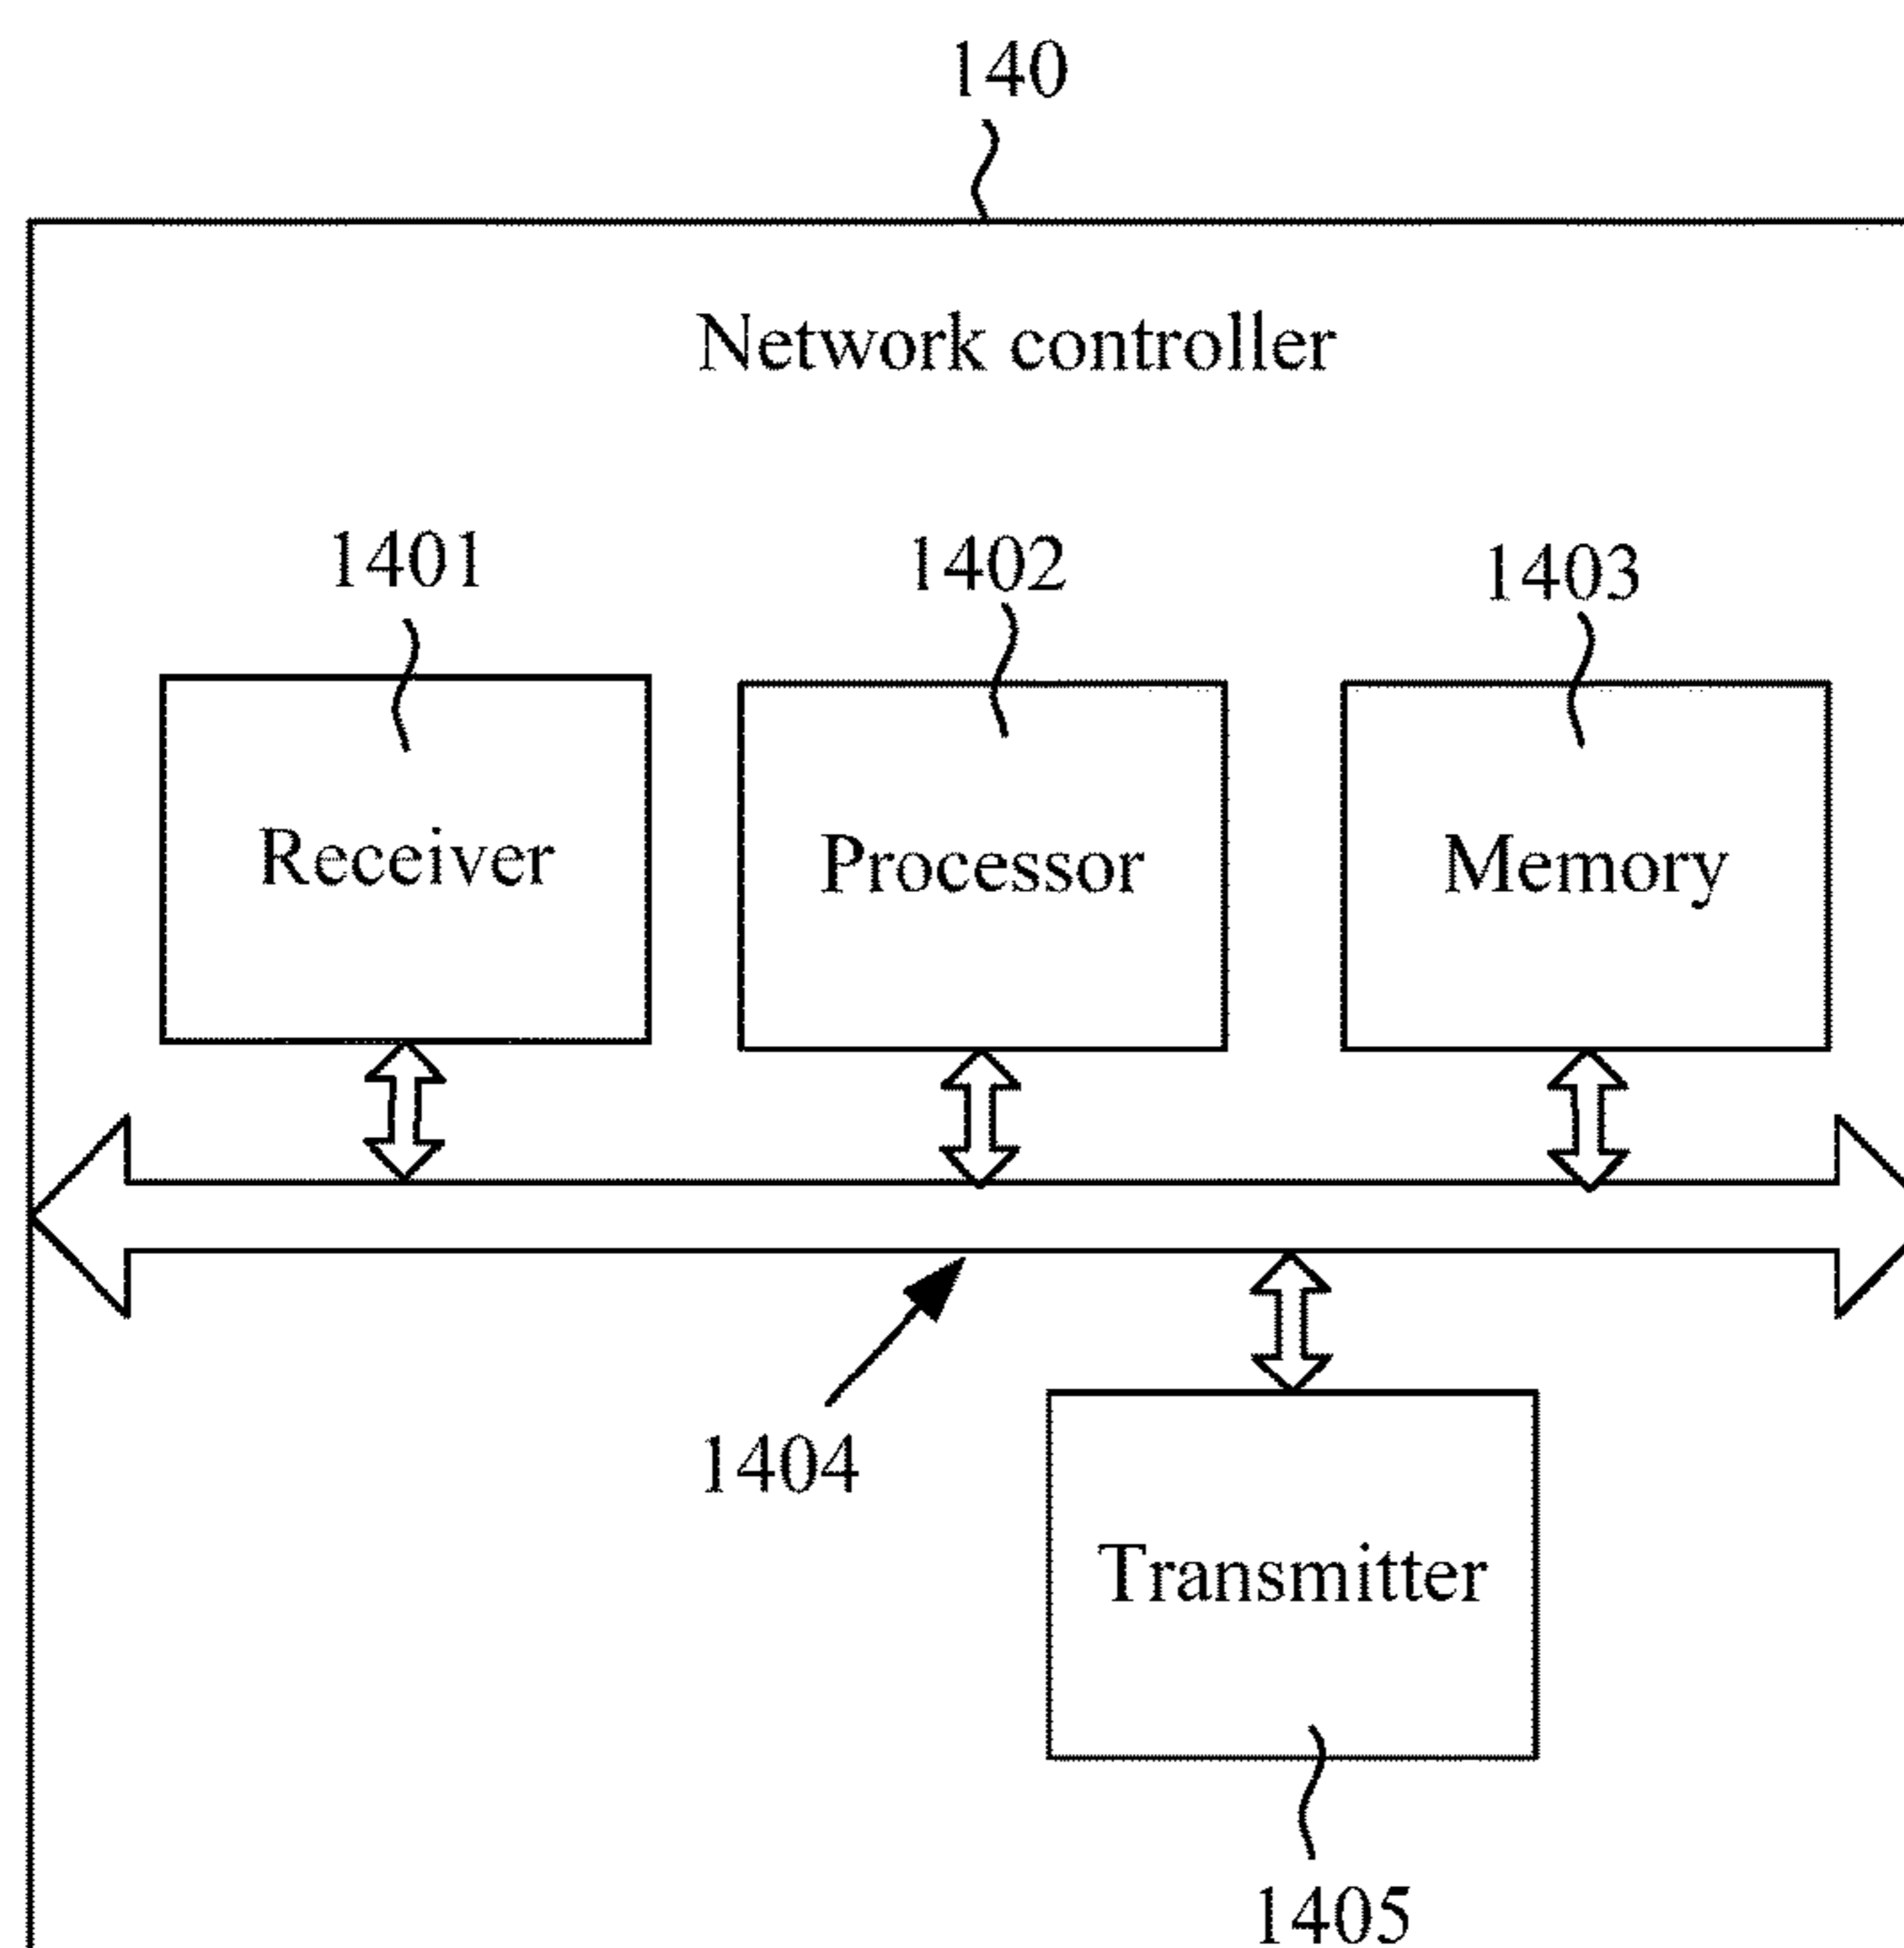 140
Network controller
1401
1402
1403
Receiver
Processor
Memory
1404
Transmitter
1405